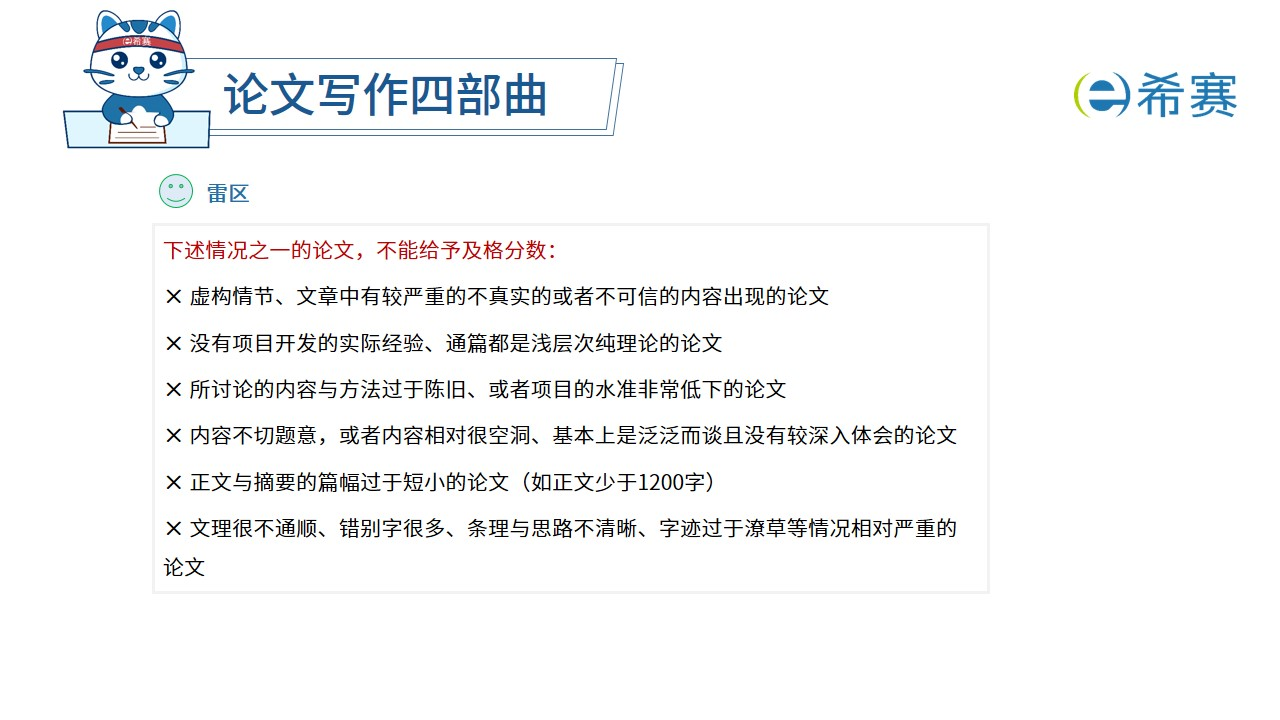 希赛
论文写作四部曲
希赛
雷区
下述情况之一的论文，不能给予及格分数：
× 虚构情节、文章中有较严重的不真实的或者不可信的内容出现的论文
× 没有项目开发的实际经验、通篇都是浅层次纯理论的论文
× 所讨论的内容与方法过于陈旧、或者项目的水准非常低下的论文
× 内容不切题意，或者内容相对很空洞、基本上是泛泛而谈且没有较深入体会的论文
× 正文与摘要的篇幅过于短小的论文（如正文少于1200字）
× 文理很不通顺、错别字很多、条理与思路不清晰、字迹过于潦草等情况相对严重的
论文